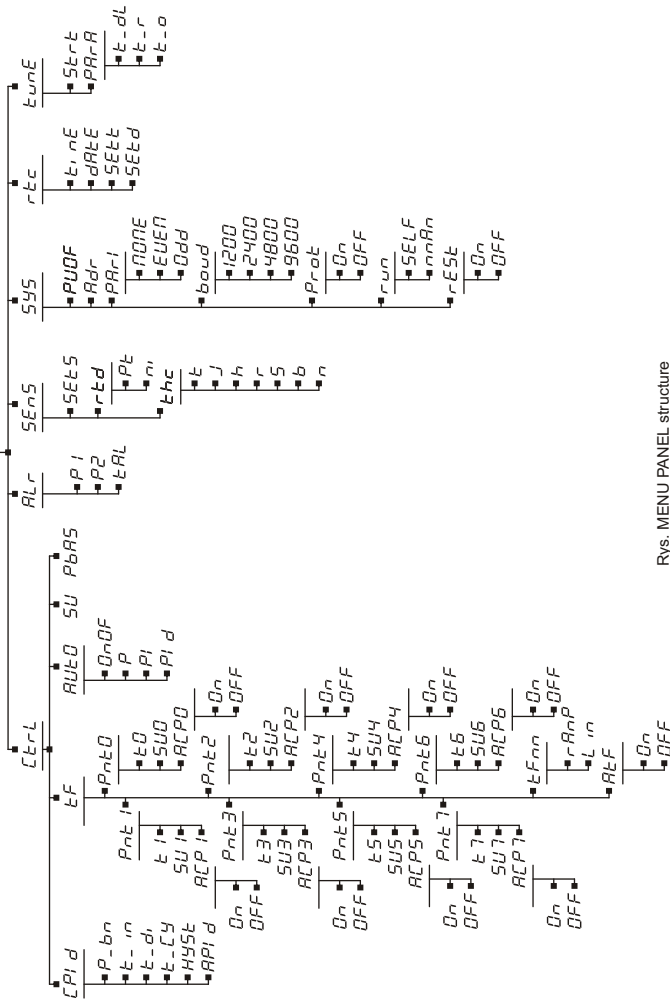 CtrL
ALr
SEnS
SYS
rtc
tunE
CPId
P_bn
t_in
t_di
t_CY
HYSt
APId
tF
Pnt0
t0
SU0
ACP0
On
OFF
Pnt1
t1
SU1
ACP1
On
OFF
Pnt2
t2
SU2
ACP2
On
OFF
Pnt3
t3
SU3
ACP3
On
OFF
Pnt4
t4
SU4
ACP4
On
OFF
Pnt5
t5
SU5
ACP5
On
OFF
Pnt6
t6
SU6
ACP6
On
OFF
Pnt7
t7
SU7
ACP7
On
OFF
tFnn
rAnP
Lin
AtF
On
OFF
AUtO
OnOF
P
PI
PId
SU
PbAS
P1
P2
tAL
SEtS
rtd
Pt
ni
thc
t
J
h
r
S
b
n
PUOF
Adr
PArI
NONE
EUEN
Odd
boud
1200
2400
4800
9600
Prot
On
OFF
run
SELF
nnAn
rESt
On
OFF
tinE
dAtE
SEtt
SEtd
Strt
PArA
t_dL
t_r
t_o
Rys. MENU PANEL structure